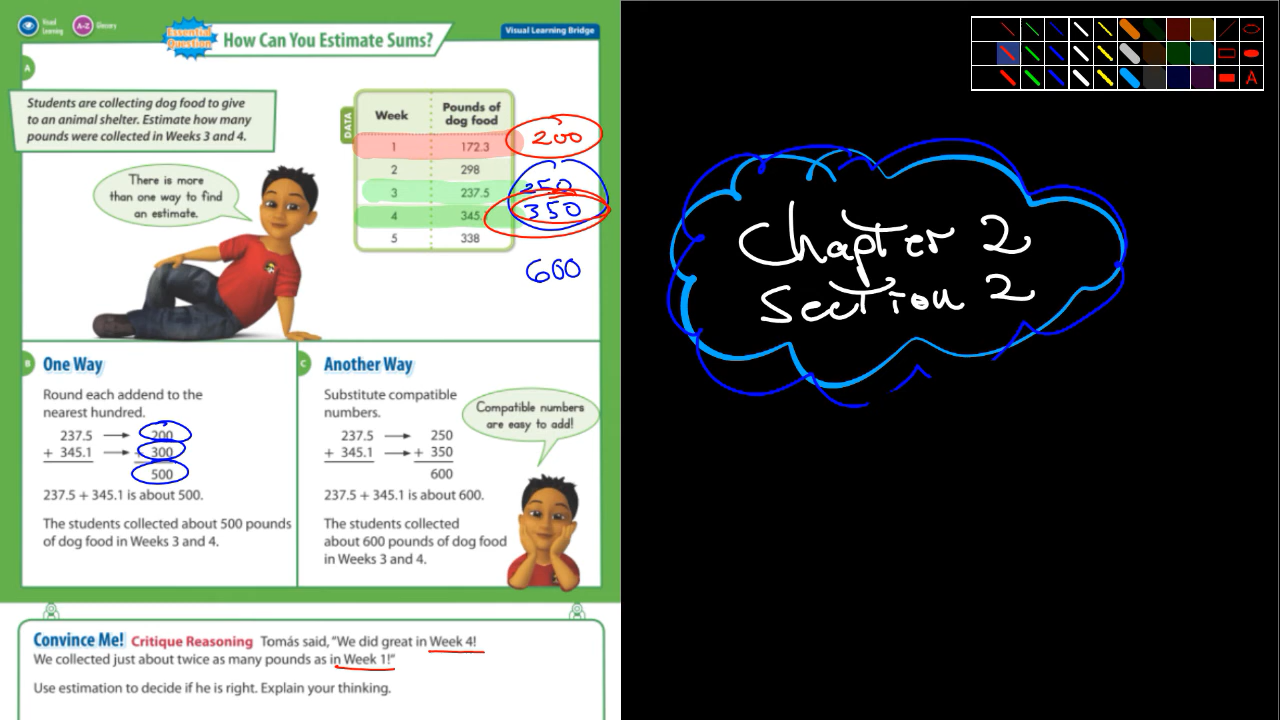 Visual
Learning
A-Z
Glossary
Essential
Question
How Can You Estimate Sums?
Visual Learning Bridge
A
Students are collecting dog food to give
to an animal shelter. Estimate how many
pounds were collected in Weeks 3 and 4.
There is more
than one way to find
an estimate.
DATA
Week Pounds of
dog food
1 172.3 200
2 298
3 237.5 250
4 345. 350
5 338
600
B One Way
Round each addend to the
nearest hundred.
237.5 → 200
+ 345.1 → + 300
500
237.5 + 345.1 is about 500.
The students collected about 500 pounds
of dog food in Weeks 3 and 4.
C Another Way
Substitute compatible
numbers.
237.5 → 250
+ 345.1 → + 350
600
237.5 + 345.1 is about 600.
The students collected
about 600 pounds of dog food
in Weeks 3 and 4.
Compatible numbers
are easy to add!
Convince Me! Critique Reasoning Tomás said, "We did great in Week 4!
We collected just about twice as many pounds as in Week 1!"
Use estimation to decide if he is right. Explain your thinking.
Chapter 2
Section 2
A